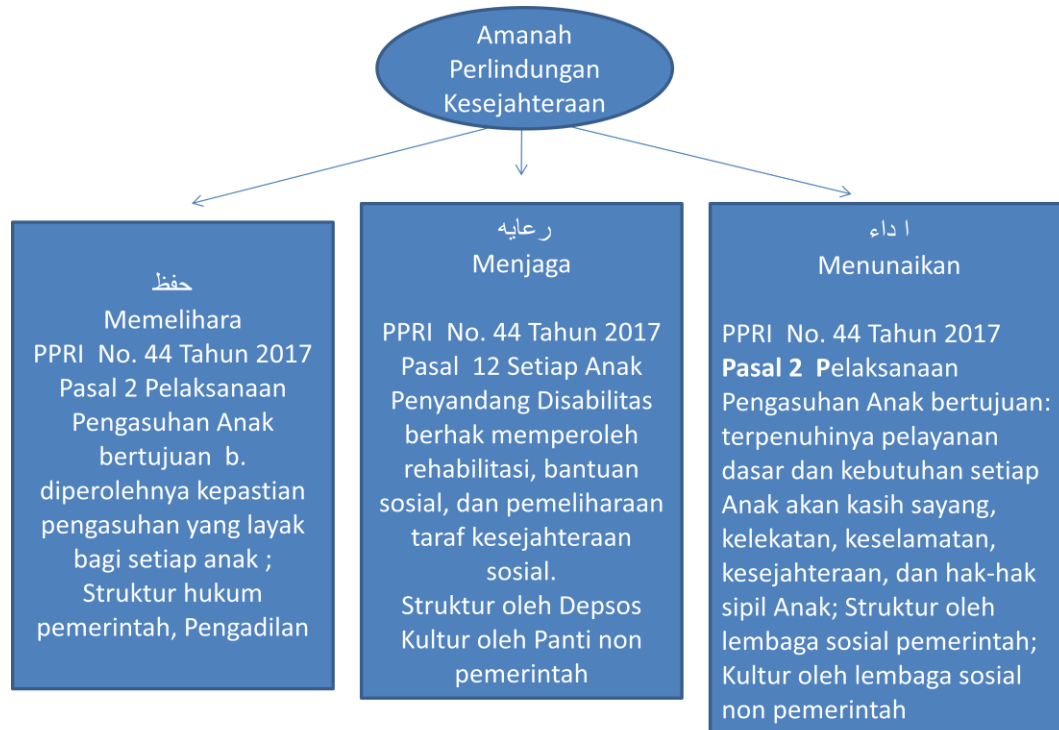 Amanah
Perlindungan
Kesejahteraan
حفظ
Memelihara
PPRI No. 44 Tahun 2017
Pasal 2 Pelaksanaan
Pengasuhan Anak
bertujuan b.
diperolehnya kepastian
pengasuhan yang layak
bagi setiap anak ;
Struktur hukum
pemerintah, Pengadilan
رعايه
Menjaga
PPRI No. 44 Tahun 2017
Pasal 12 Setiap Anak
Penyandang Disabilitas
berhak memperoleh
rehabilitasi, bantuan
sosial, dan pemeliharaan
taraf kesejahteraan
sosial.
Struktur oleh Depsos
Kultur oleh Panti non
pemerintah
ا داء
Menunaikan
PPRI No. 44 Tahun 2017
Pasal 2 Pelaksanaan
Pengasuhan Anak bertujuan:
terpenuhinya pelayanan
dasar dan kebutuhan setiap
Anak akan kasih sayang,
kelekatan, keselamatan,
kesejahteraan, dan hak-hak
sipil Anak; Struktur oleh
lembaga sosial pemerintah;
Kultur oleh lembaga sosial
non pemerintah